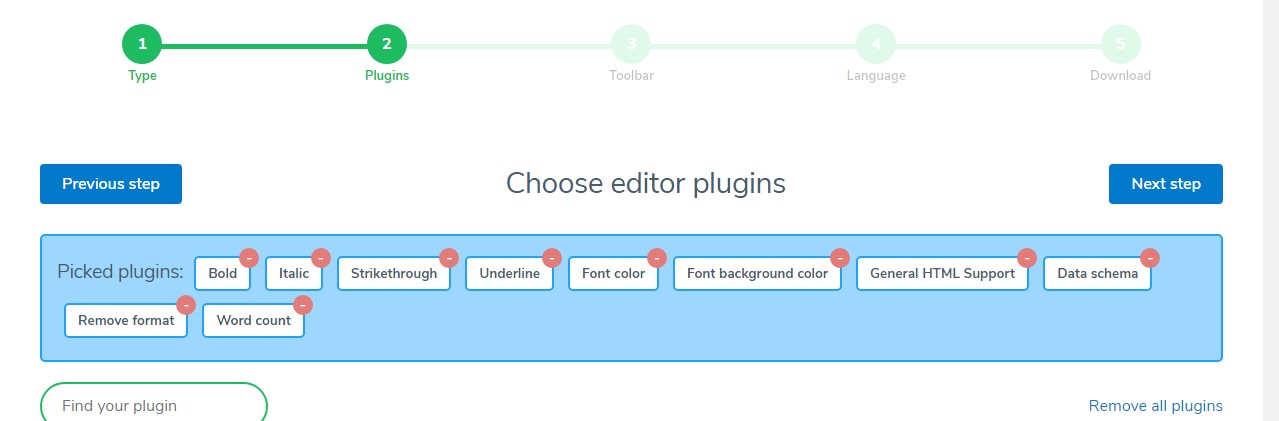 1 2 3 4 5
Type Plugins Toolbar Language Download
Previous step Choose editor plugins Next step
Picked plugins: Bold - Italic - Strikethrough - Underline - Font color - Font background color - General HTML Support - Data schema -
Remove format - Word count -
Find your plugin Remove all plugins